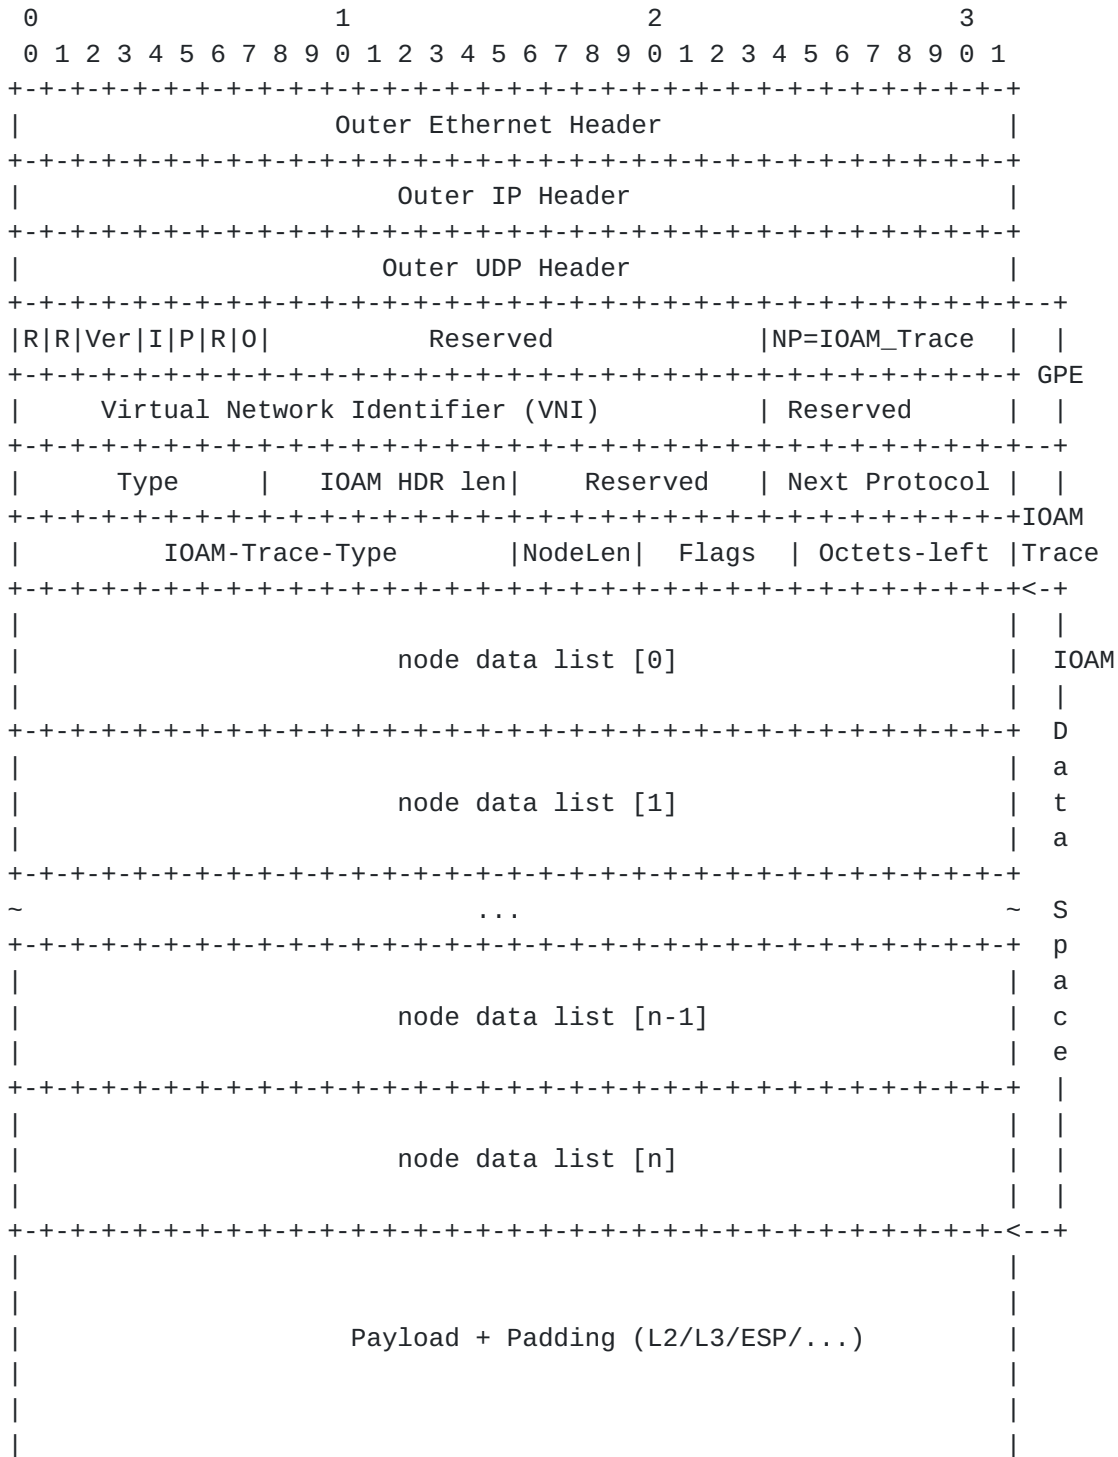 0                   1                   2                   3
 0 1 2 3 4 5 6 7 8 9 0 1 2 3 4 5 6 7 8 9 0 1 2 3 4 5 6 7 8 9 0 1
+-+-+-+-+-+-+-+-+-+-+-+-+-+-+-+-+-+-+-+-+-+-+-+-+-+-+-+-+-+-+-+-+
|                    Outer Ethernet Header                      |
+-+-+-+-+-+-+-+-+-+-+-+-+-+-+-+-+-+-+-+-+-+-+-+-+-+-+-+-+-+-+-+-+
|                        Outer IP Header                        |
+-+-+-+-+-+-+-+-+-+-+-+-+-+-+-+-+-+-+-+-+-+-+-+-+-+-+-+-+-+-+-+-+
|                       Outer UDP Header                        |
+-+-+-+-+-+-+-+-+-+-+-+-+-+-+-+-+-+-+-+-+-+-+-+-+-+-+-+-+-+-+-+-+--+
|R|R|Ver|I|P|R|O|          Reserved             |NP=IOAM_Trace  |  |
+-+-+-+-+-+-+-+-+-+-+-+-+-+-+-+-+-+-+-+-+-+-+-+-+-+-+-+-+-+-+-+-+ GPE
|     Virtual Network Identifier (VNI)          | Reserved      |  |
+-+-+-+-+-+-+-+-+-+-+-+-+-+-+-+-+-+-+-+-+-+-+-+-+-+-+-+-+-+-+-+-+--+
|      Type     |   IOAM HDR len|    Reserved   | Next Protocol |  |
+-+-+-+-+-+-+-+-+-+-+-+-+-+-+-+-+-+-+-+-+-+-+-+-+-+-+-+-+-+-+-+-+IOAM
|         IOAM-Trace-Type       |NodeLen|  Flags  | Octets-left |Trace
+-+-+-+-+-+-+-+-+-+-+-+-+-+-+-+-+-+-+-+-+-+-+-+-+-+-+-+-+-+-+-+-+<-+
|                                                               |  |
|                        node data list [0]                     |  IOAM
|                                                               |  |
+-+-+-+-+-+-+-+-+-+-+-+-+-+-+-+-+-+-+-+-+-+-+-+-+-+-+-+-+-+-+-+-+  D
|                                                               |  a
|                        node data list [1]                     |  t
|                                                               |  a
+-+-+-+-+-+-+-+-+-+-+-+-+-+-+-+-+-+-+-+-+-+-+-+-+-+-+-+-+-+-+-+-+
~                             ...                               ~  S
+-+-+-+-+-+-+-+-+-+-+-+-+-+-+-+-+-+-+-+-+-+-+-+-+-+-+-+-+-+-+-+-+  p
|                                                               |  a
|                        node data list [n-1]                   |  c
|                                                               |  e
+-+-+-+-+-+-+-+-+-+-+-+-+-+-+-+-+-+-+-+-+-+-+-+-+-+-+-+-+-+-+-+-+  |
|                                                               |  |
|                        node data list [n]                     |  |
|                                                               |  |
+-+-+-+-+-+-+-+-+-+-+-+-+-+-+-+-+-+-+-+-+-+-+-+-+-+-+-+-+-+-+-+-<--+
|                                                               |
|                                                               |
|                     Payload + Padding (L2/L3/ESP/...)         |
|                                                               |
|                                                               |
|                                                               |